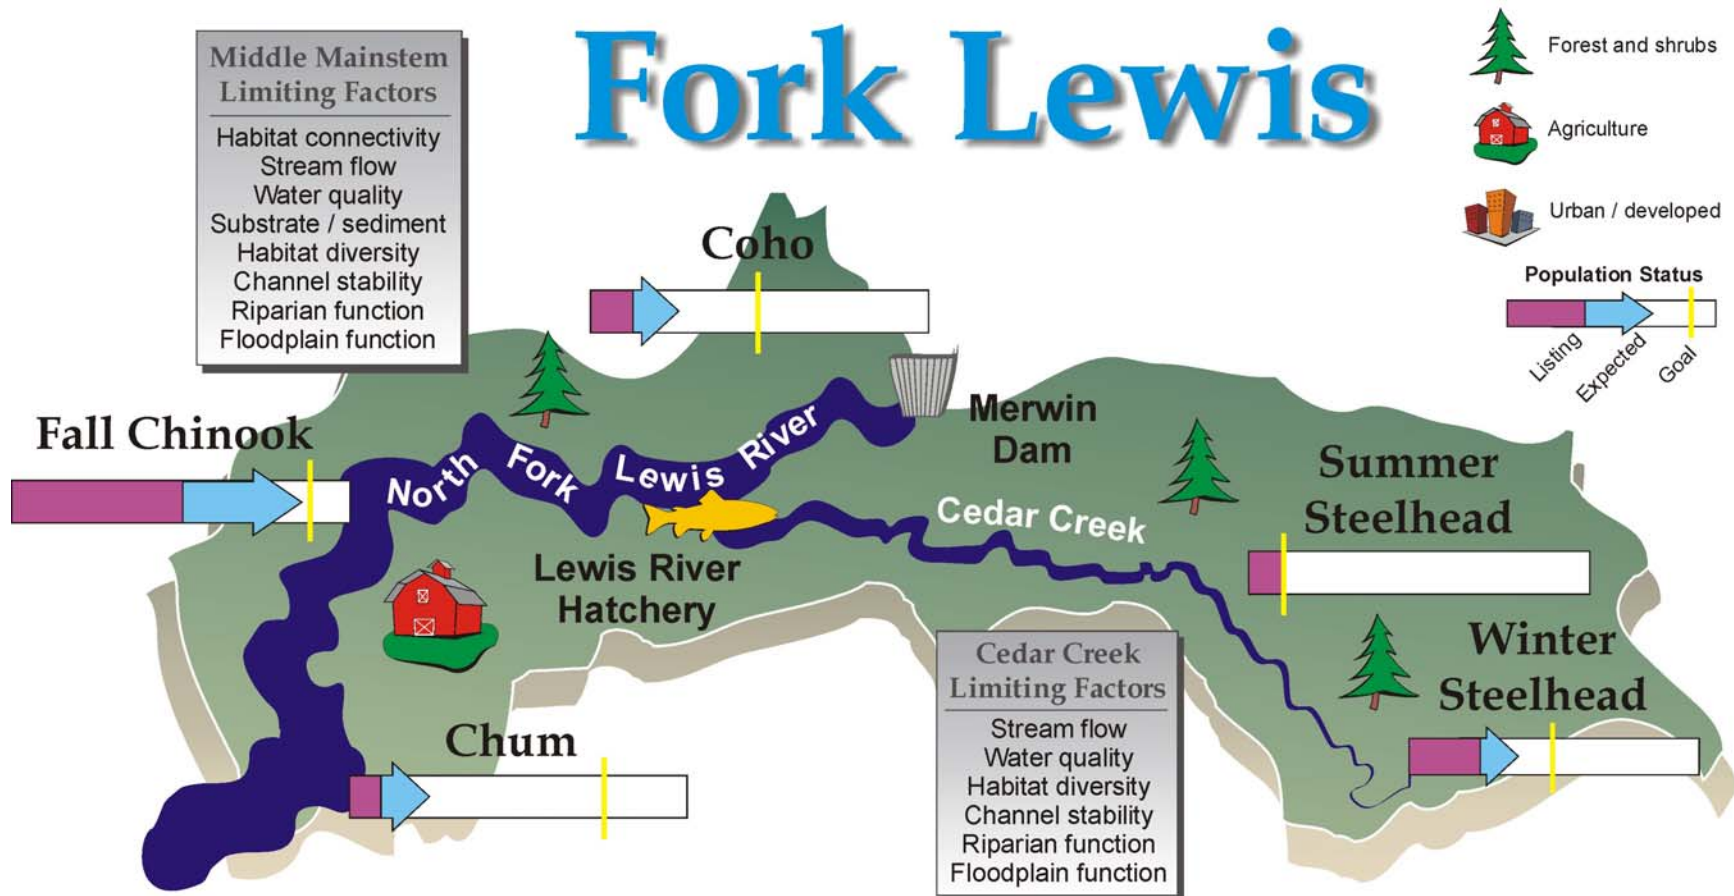 Fork Lewis
Middle Mainstem
Limiting Factors
Habitat connectivity
Stream flow
Water quality
Substrate / sediment
Habitat diversity
Channel stability
Riparian function
Floodplain function
Forest and shrubs
Agriculture
Urban / developed
Population Status
Listing
Expected
Goal
Coho
Fall Chinook
North Fork Lewis River
Merwin
Dam
Cedar Creek
Summer
Steelhead
Lewis River
Hatchery
Winter
Steelhead
Chum
Cedar Creek
Limiting Factors
Stream flow
Water quality
Habitat diversity
Channel stability
Riparian function
Floodplain function